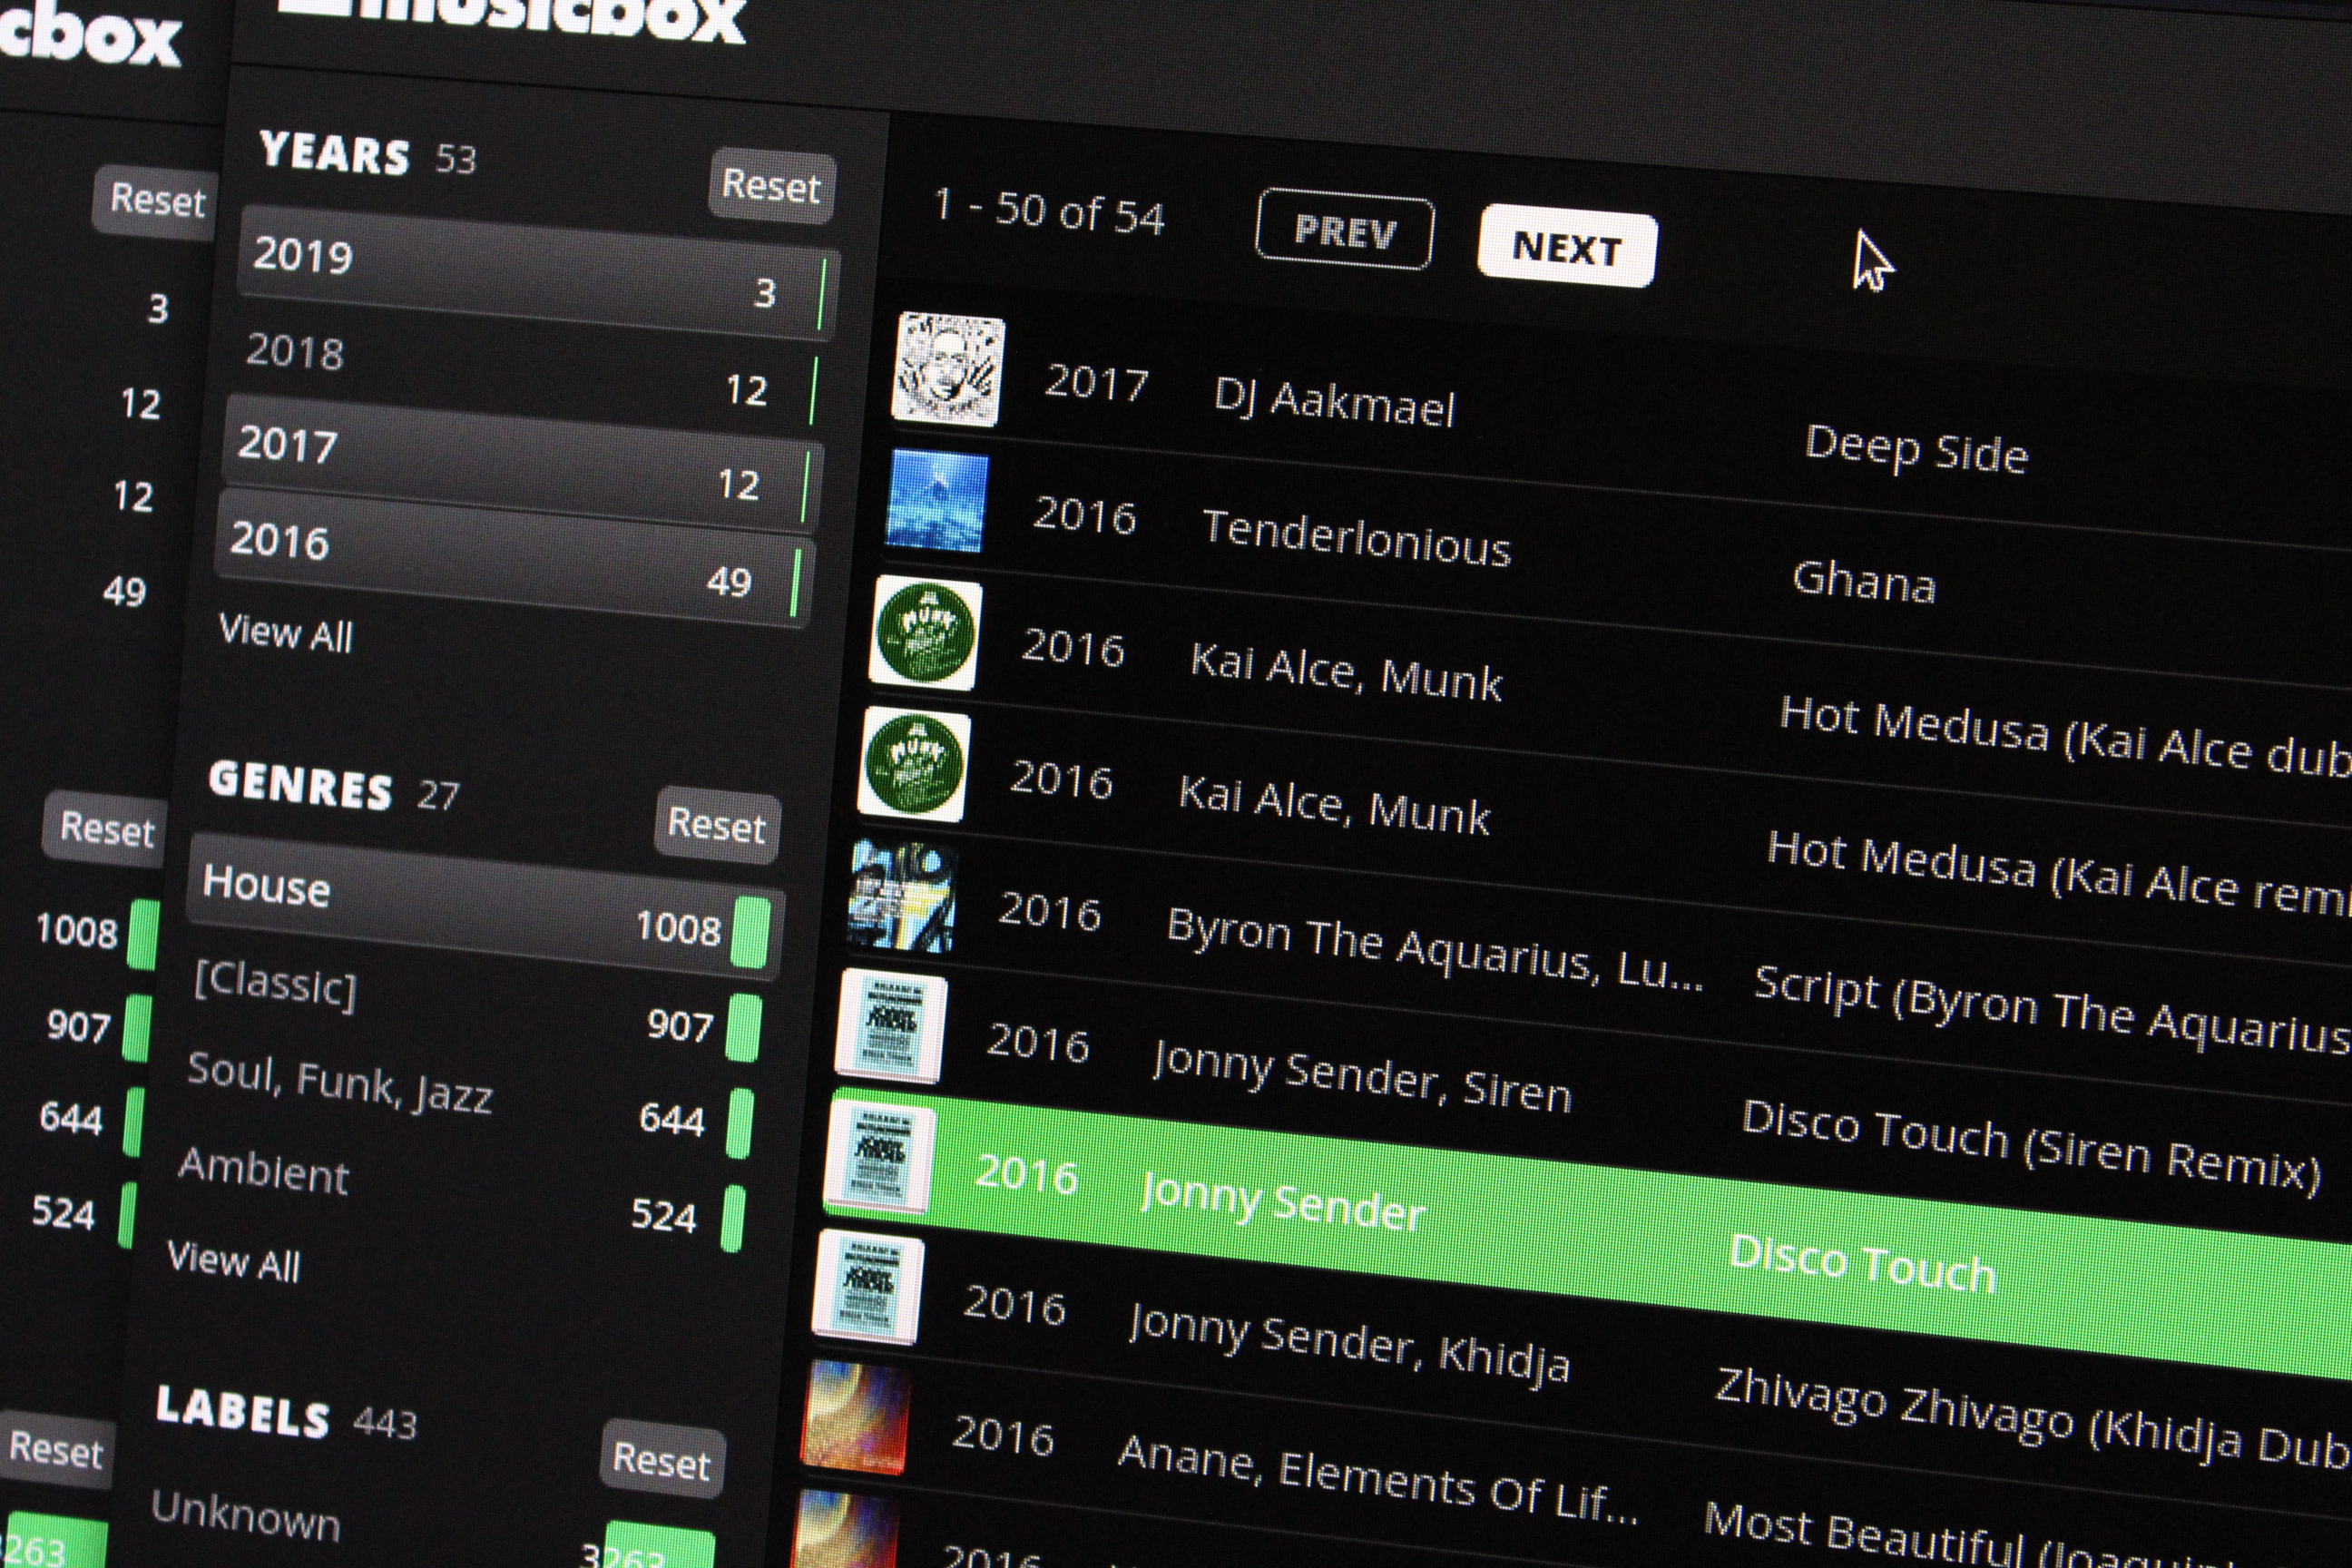 cbox
Reset
3
12
12
49
Reset
1008
907
644
524
Reset
3263
musicbox
YEARS 53
Reset
2019 3
2018 12
2017 12
2016 49
View All
GENRES 27
Reset
House 1008
[Classic] 907
Soul, Funk, Jazz 644
Ambient 524
View All
LABELS 443
Reset
Unknown 3263
1 - 50 of 54 PREV NEXT
2017 DJ Aakmael Deep Side
2016 Tenderlonious Ghana
2016 Kai Alce, Munk Hot Medusa (Kai Alce dub
2016 Kai Alce, Munk Hot Medusa (Kai Alce remi
2016 Byron The Aquarius, Lu... Script (Byron The Aquarius
2016 Jonny Sender, Siren Disco Touch (Siren Remix)
2016 Jonny Sender Disco Touch
2016 Jonny Sender, Khidja Zhivago Zhivago (Khidja Dub
2016 Anane, Elements Of Lif... Most Beautiful (Joaquin
2016